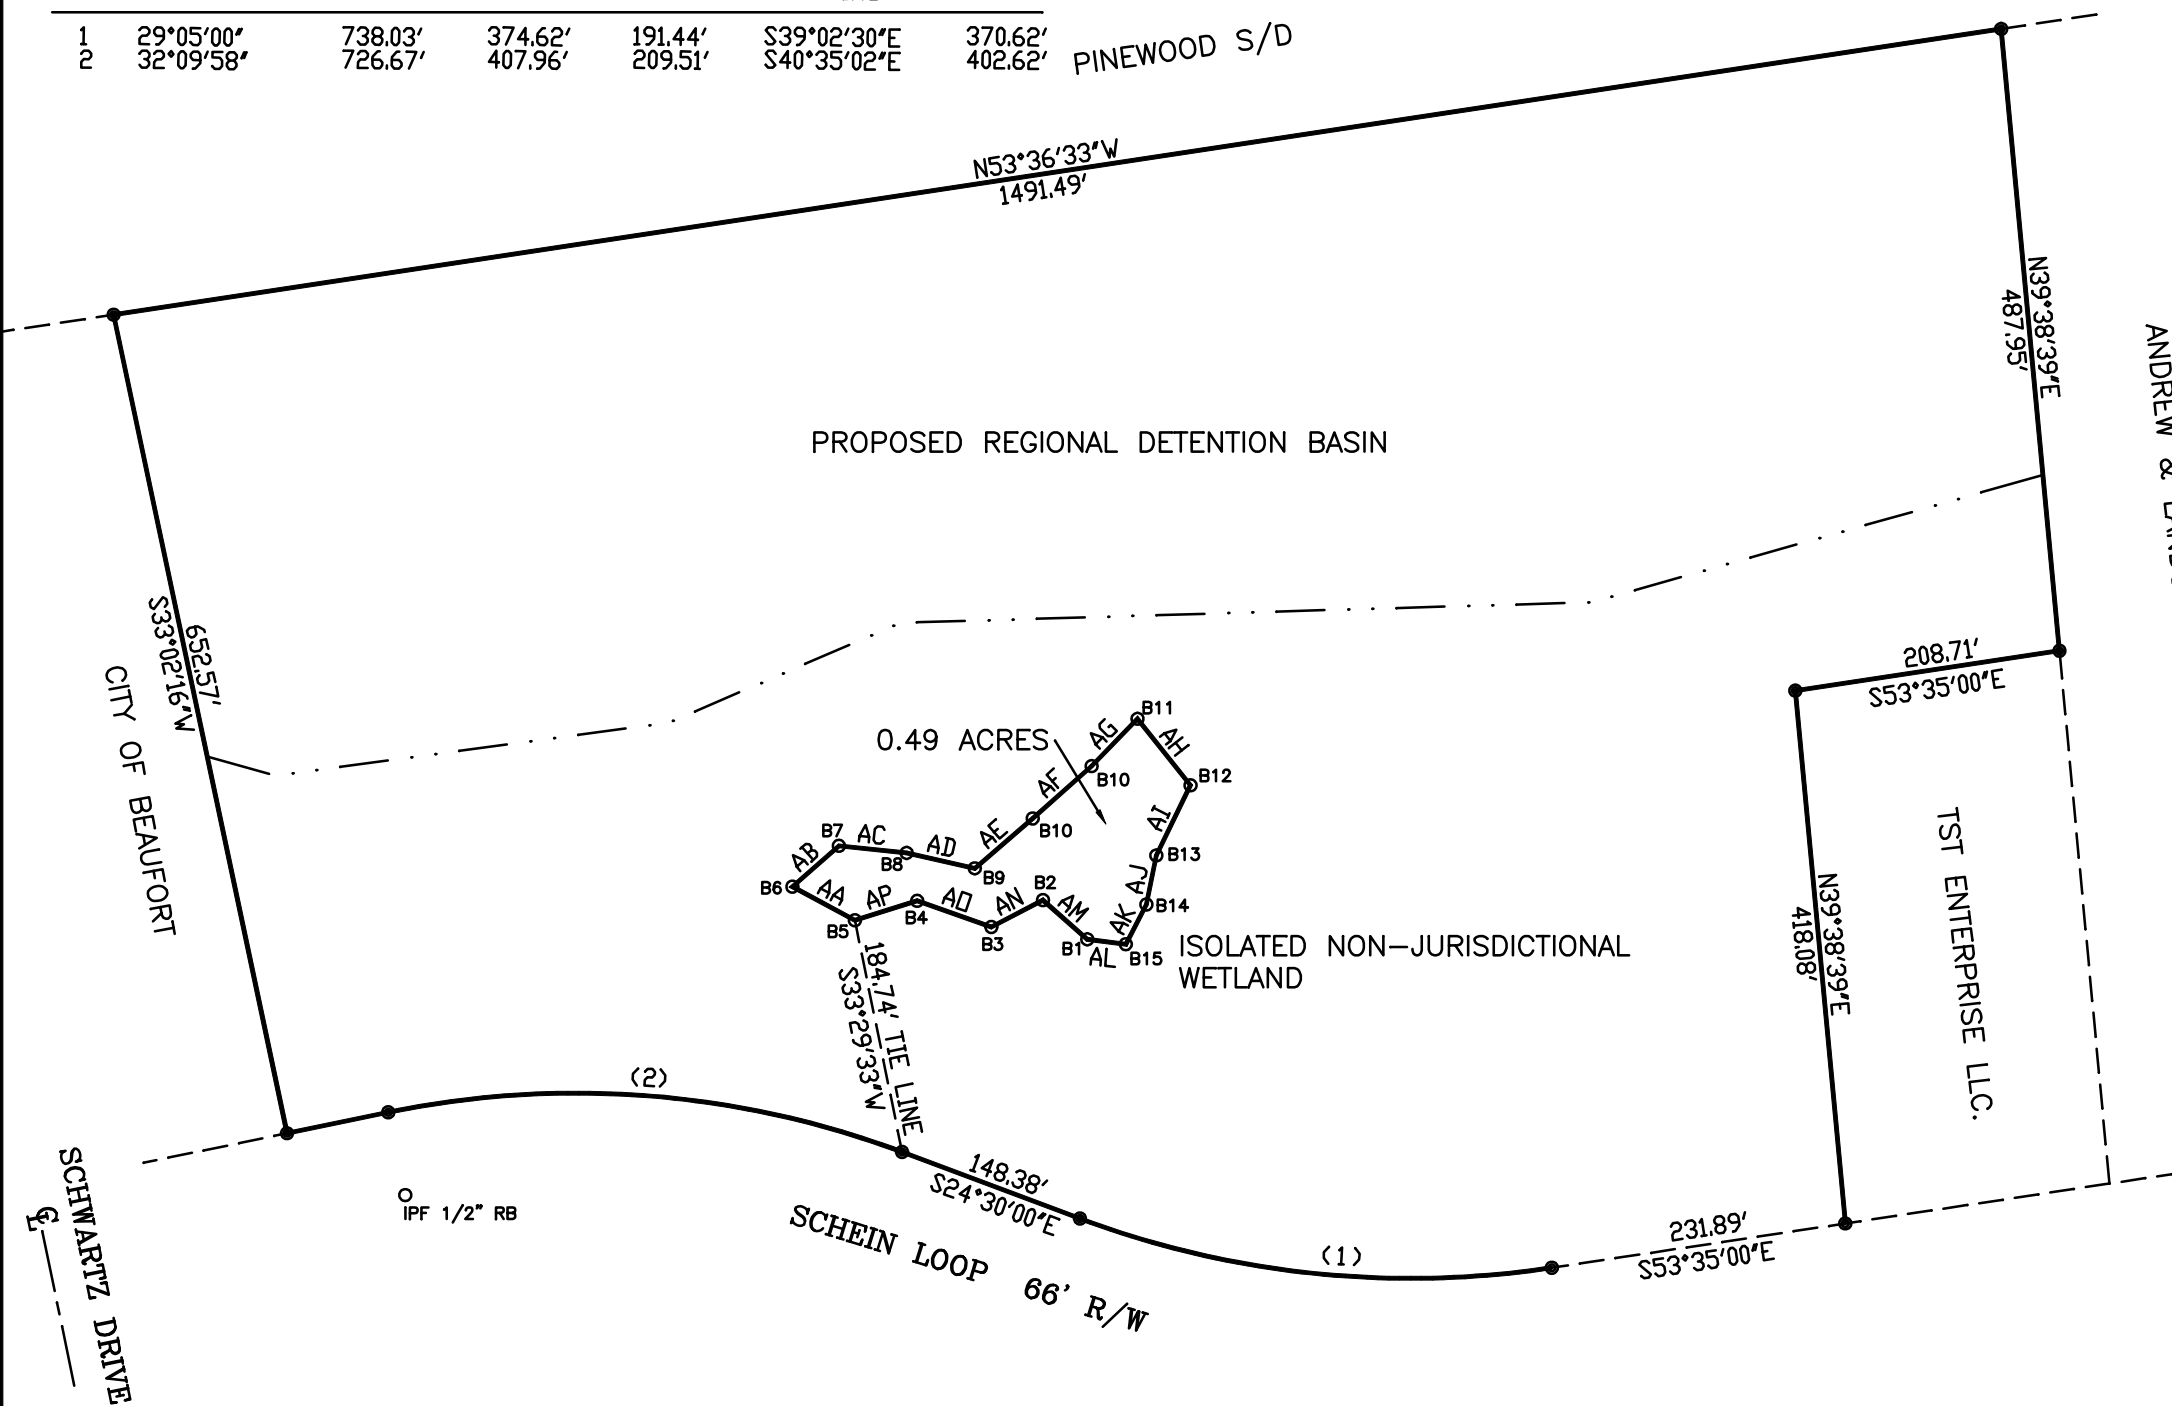 1 29°05'00" 738.03' 374.62' 191.44' S39°02'30"E 370.62'
2 32°09'58" 726.67' 407.96' 209.51' S40°35'02"E 402.62'
PINEWOOD S/D
N53°36'33"W
1491.49'
N39°38'39"E
487.95'
ANDREW &
PROPOSED REGIONAL DETENTION BASIN
S33°02'16"W
652.57'
CITY OF BEAUFORT
208.71'
S53°35'00"E
TST ENTERPRISE LLC.
N39°38'39"E
418.08'
0.49 ACRES
B11
AG
AH
B10
B12
AF
AI
B10
B7
AC
AD
AE
B13
AB
B8
B9
AJ
B6
AA
AP
B4
AO
AN
B2
AM
AK
B14
B5
B3
B1
AL
B15
ISOLATED NON-JURISDICTIONAL
WETLAND
184.74' TIE LINE
S33°29'33"W
(2)
148.38'
S24°30'00"E
(1)
231.89'
S53°35'00"E
IPF 1/2" RB
SCHEIN LOOP 66' R/W
CL
SCHWARTZ DRIVE